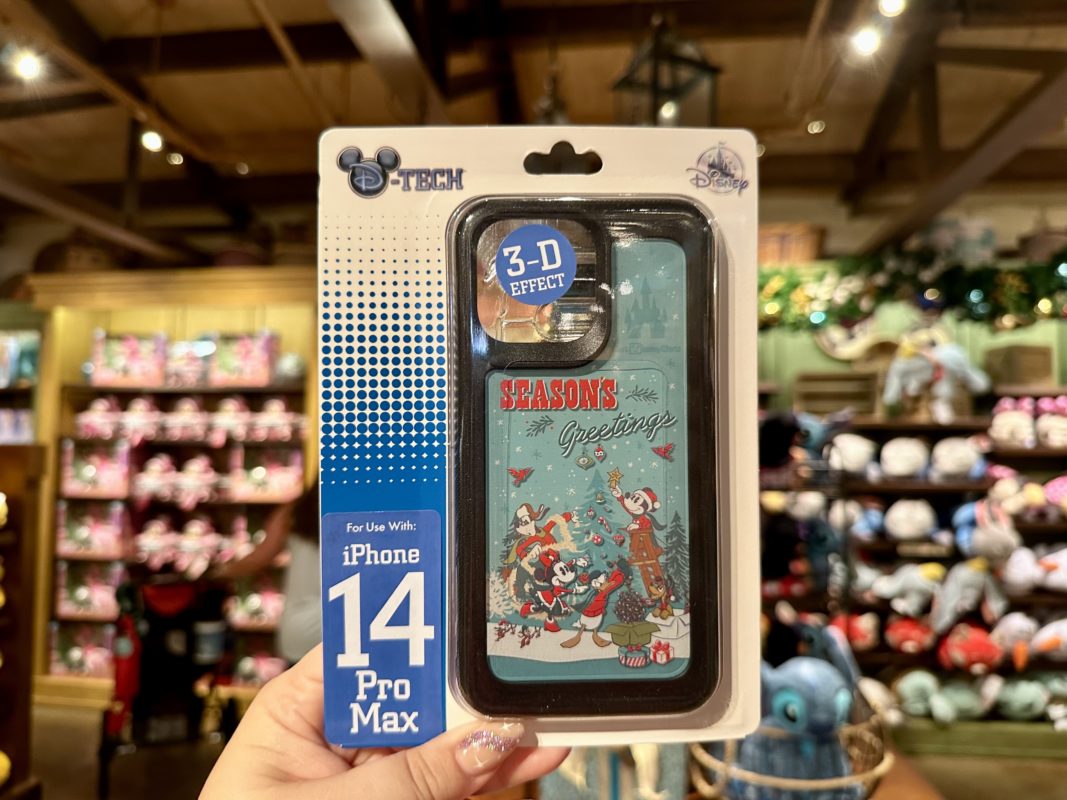 D-TECH
Disney
3-D
EFFECT
SEASON'S
Greetings
For Use With:
iPhone
14
Pro
Max